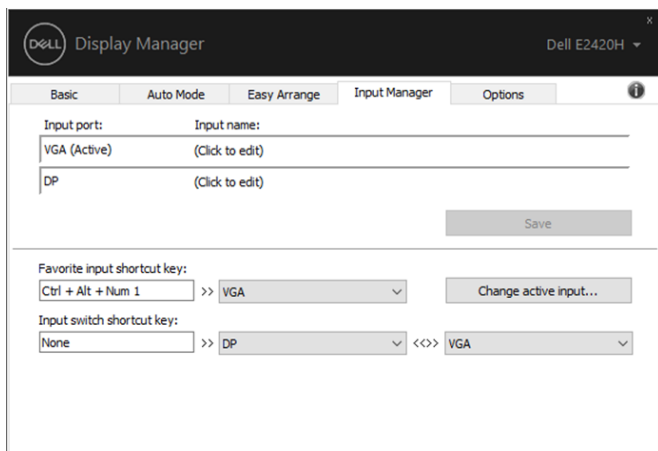 x
DELL Display Manager Dell E2420H
Basic Auto Mode Easy Arrange Input Manager Options i
Input port: Input name:
VGA (Active) (Click to edit)
DP (Click to edit)
Save
Favorite input shortcut key:
Ctrl + Alt + Num 1 >> VGA Change active input...
Input switch shortcut key:
None >> DP <<>> VGA